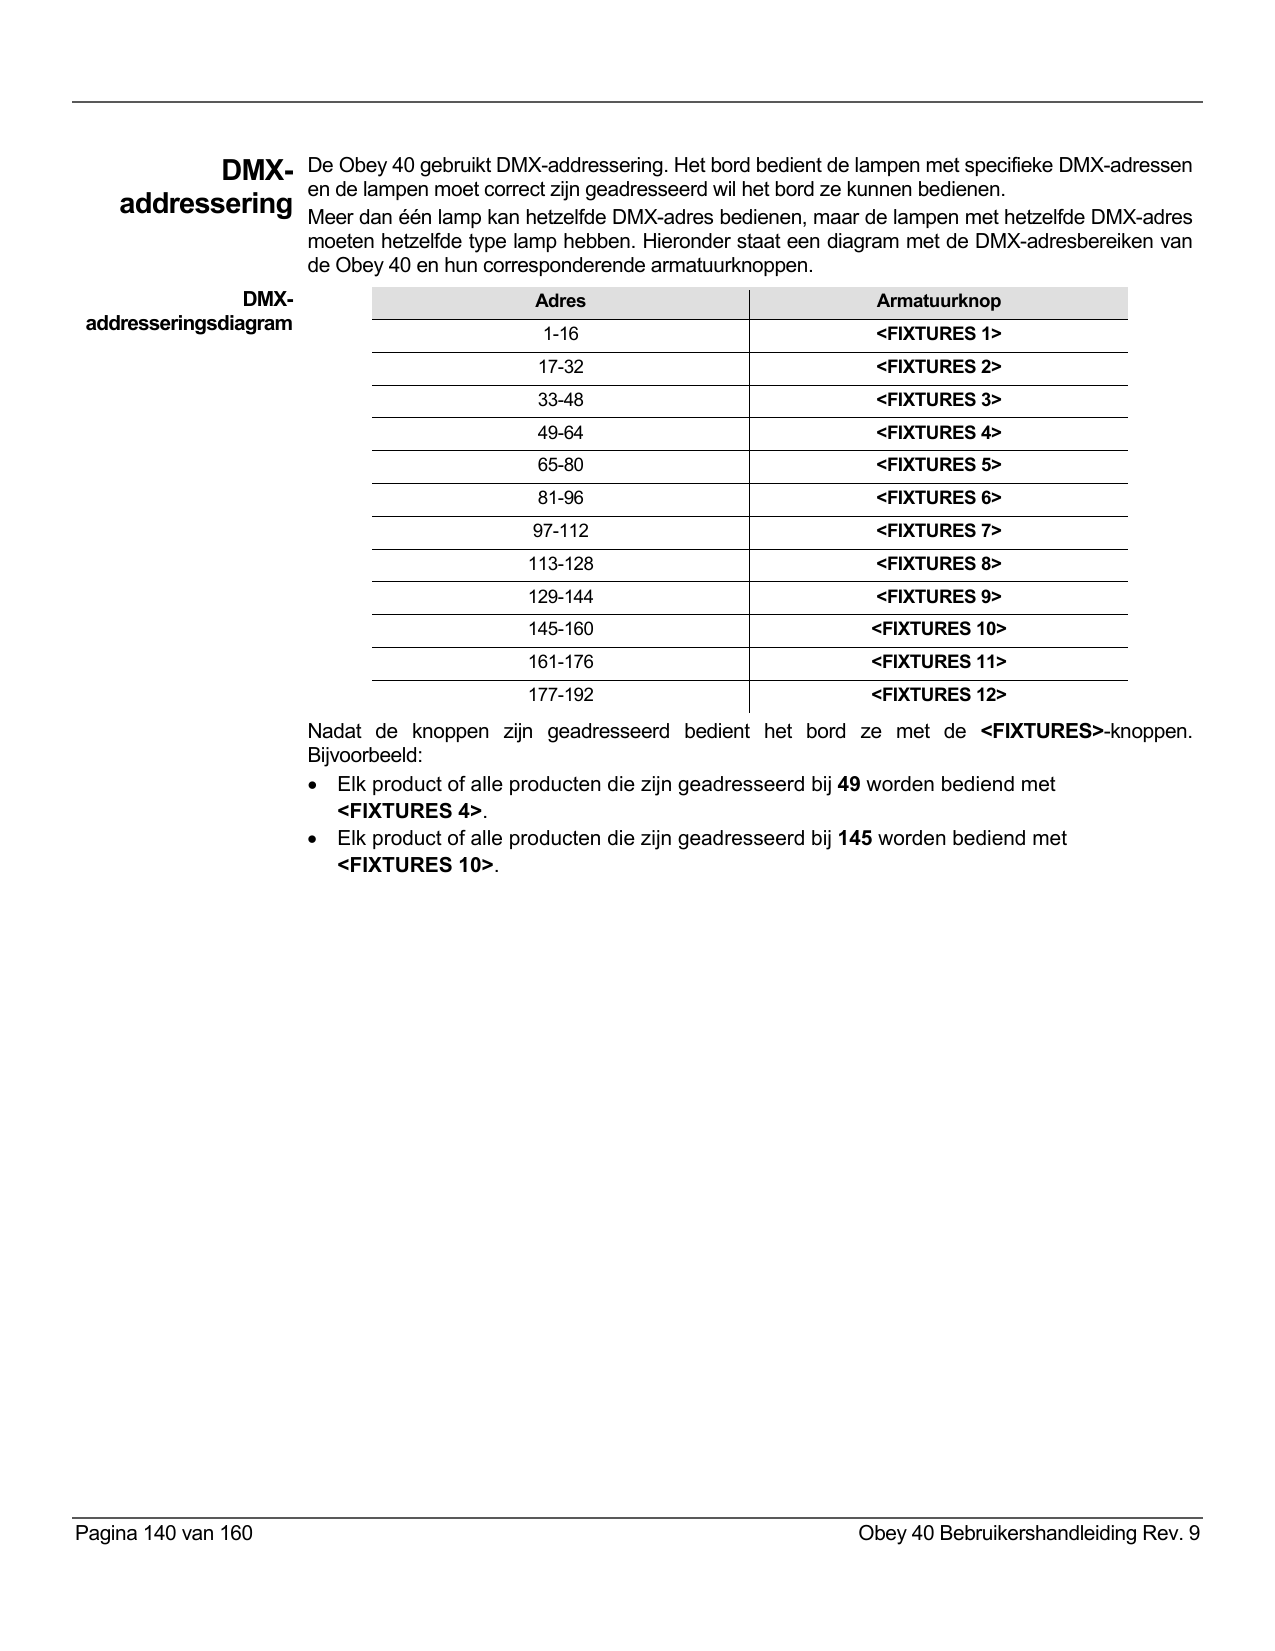 DMX-
addressering
De Obey 40 gebruikt DMX-addressering. Het bord bedient de lampen met specifieke DMX-adressen
en de lampen moet correct zijn geadresseerd wil het bord ze kunnen bedienen.
Meer dan één lamp kan hetzelfde DMX-adres bedienen, maar de lampen met hetzelfde DMX-adres
moeten hetzelfde type lamp hebben. Hieronder staat een diagram met de DMX-adresbereiken van
de Obey 40 en hun corresponderende armatuurknoppen.
DMX-
addresseringsdiagram
Adres Armatuurknop
1-16 <FIXTURES 1>
17-32 <FIXTURES 2>
33-48 <FIXTURES 3>
49-64 <FIXTURES 4>
65-80 <FIXTURES 5>
81-96 <FIXTURES 6>
97-112 <FIXTURES 7>
113-128 <FIXTURES 8>
129-144 <FIXTURES 9>
145-160 <FIXTURES 10>
161-176 <FIXTURES 11>
177-192 <FIXTURES 12>
Nadat de knoppen zijn geadresseerd bedient het bord ze met de <FIXTURES>-knoppen.
Bijvoorbeeld:
• Elk product of alle producten die zijn geadresseerd bij 49 worden bediend met
<FIXTURES 4>.
• Elk product of alle producten die zijn geadresseerd bij 145 worden bediend met
<FIXTURES 10>.
Pagina 140 van 160 Obey 40 Bebruikershandleiding Rev. 9